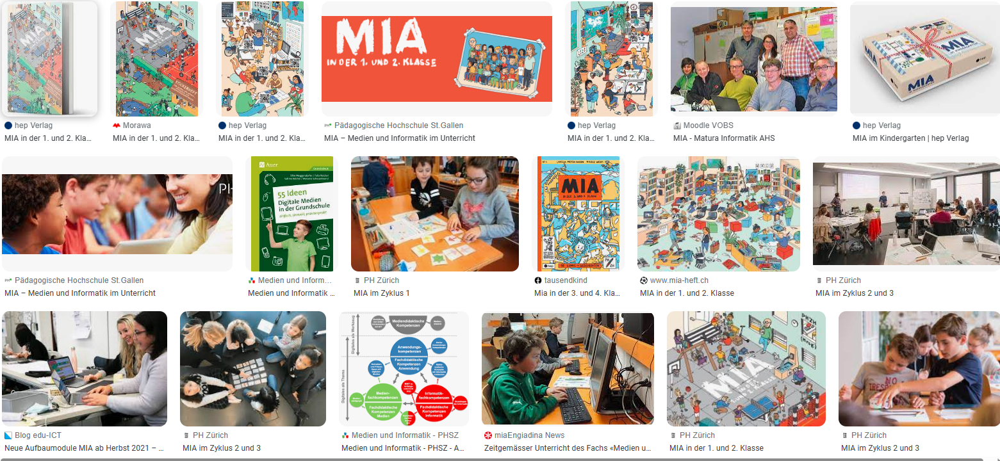 MIA
MIA
MIA
IN DER 1. UND 2. KLASSE
MIA
MIA
hep Verlag
MIA in der 1. und 2. Kla...
Morawa
MIA in der 1. und 2. Kla...
hep Verlag
MIA in der 1. und 2. Kla...
Pädagogische Hochschule St.Gallen
MIA – Medien und Informatik im Unterricht
hep Verlag
MIA in der 1. und 2. Kla...
Moodle VOBS
MIA - Matura Informatik AHS
hep Verlag
MIA im Kindergarten | hep Verlag
Auer
55 Ideen
Digitale Medien
in der Grundschule
MIA
IN DER 3. UND 4. KLASSE
Pädagogische Hochschule St.Gallen
MIA – Medien und Informatik im Unterricht
Medien und Inform...
Medien und Informatik ...
PH Zürich
MIA im Zyklus 1
tausendkind
Mia in der 3. und 4. Kla...
www.mia-heft.ch
MIA in der 1. und 2. Klasse
PH Zürich
MIA im Zyklus 2 und 3
Digitales als Werkzeug
Digitales als Thema
Mediendidaktische
Kompetenzen
Anwendungs-
kompetenzen
Fachdidaktische
Kompetenzen
Anwendung
Medien-
fachkompetenzen
Fachdidaktische
Kompetenzen
Medien
Informatik-
fachkompetenzen
Fachdidaktische
Kompetenzen
Informatik
MIA
Blog edu-ICT
Neue Aufbaumodule MIA ab Herbst 2021 – ...
PH Zürich
MIA im Zyklus 2 und 3
Medien und Informatik - PHSZ
Medien und Informatik - PHSZ - A...
miaEngiadina News
Zeitgemässer Unterricht des Fachs «Medien u...
PH Zürich
MIA in der 1. und 2. Klasse
PH Zürich
MIA im Zyklus 2 und 3